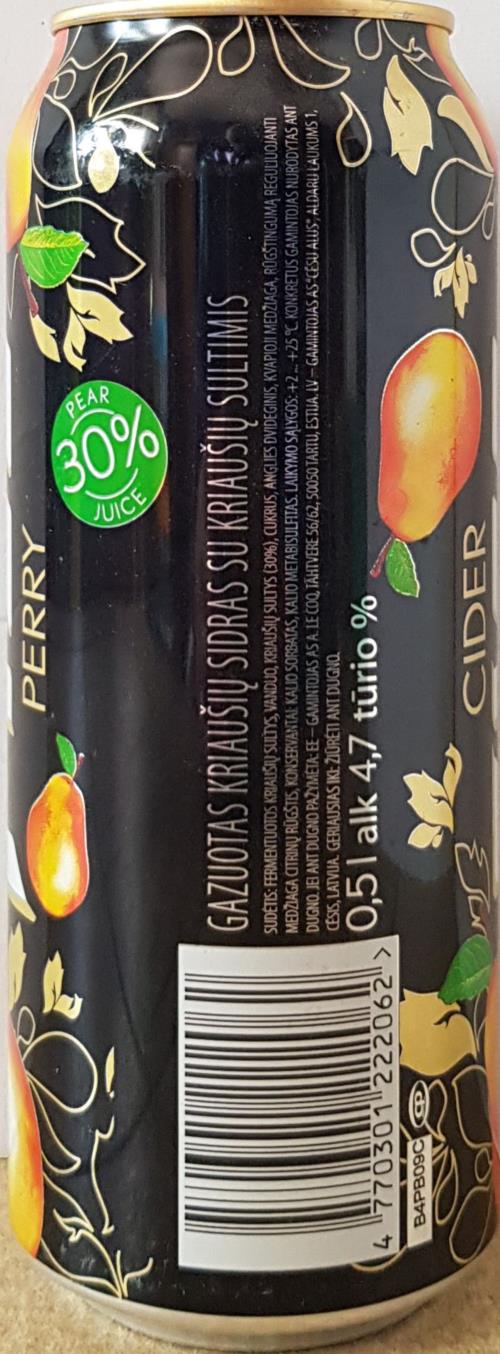 PEAR
30%
JUICE
PERRY
GAZUOTAS KRIAUŠIŲ SIDRAS SU KRIAUŠIŲ SULTIMIS
SUDĖTIS: FERMENTUOTOS KRIAUŠIŲ SULTYS, VANDUO, KRIAUŠIŲ SULTYS (30%), CUKRUS, ANGLIES DVIDEGINIS, KVAPIOJI MEDŽIAGA, RŪGŠTINGUMĄ REGULIUOJANTI
MEDŽIAGA CITRINŲ RŪGŠTIS, KONSERVANTAI: KALIO SORBATAS, KALIO METABISULFITAS. LAIKYMO SĄLYGOS: +2 ... +25 °C. KONKRETUS GAMINTOJAS NURODYTAS ANT
DUGNO. JEI ANT DUGNO PAŽYMĖTA: EE – GAMINTOJAS AS A. LE COQ, TÄHTVERE 56/62, 50050 TARTU, ESTIJA. LV – GAMINTOJAS AS "CĒSU ALUS", ALDARU LAUKUMS 1,
CĒSIS, LATVIJA. GERIAUSIAS IKI: ŽIŪRĖTI ANT DUGNO.
0,5 l alk 4,7 tūrio %
4 770301 222062 >
B4PB09C
CIDER